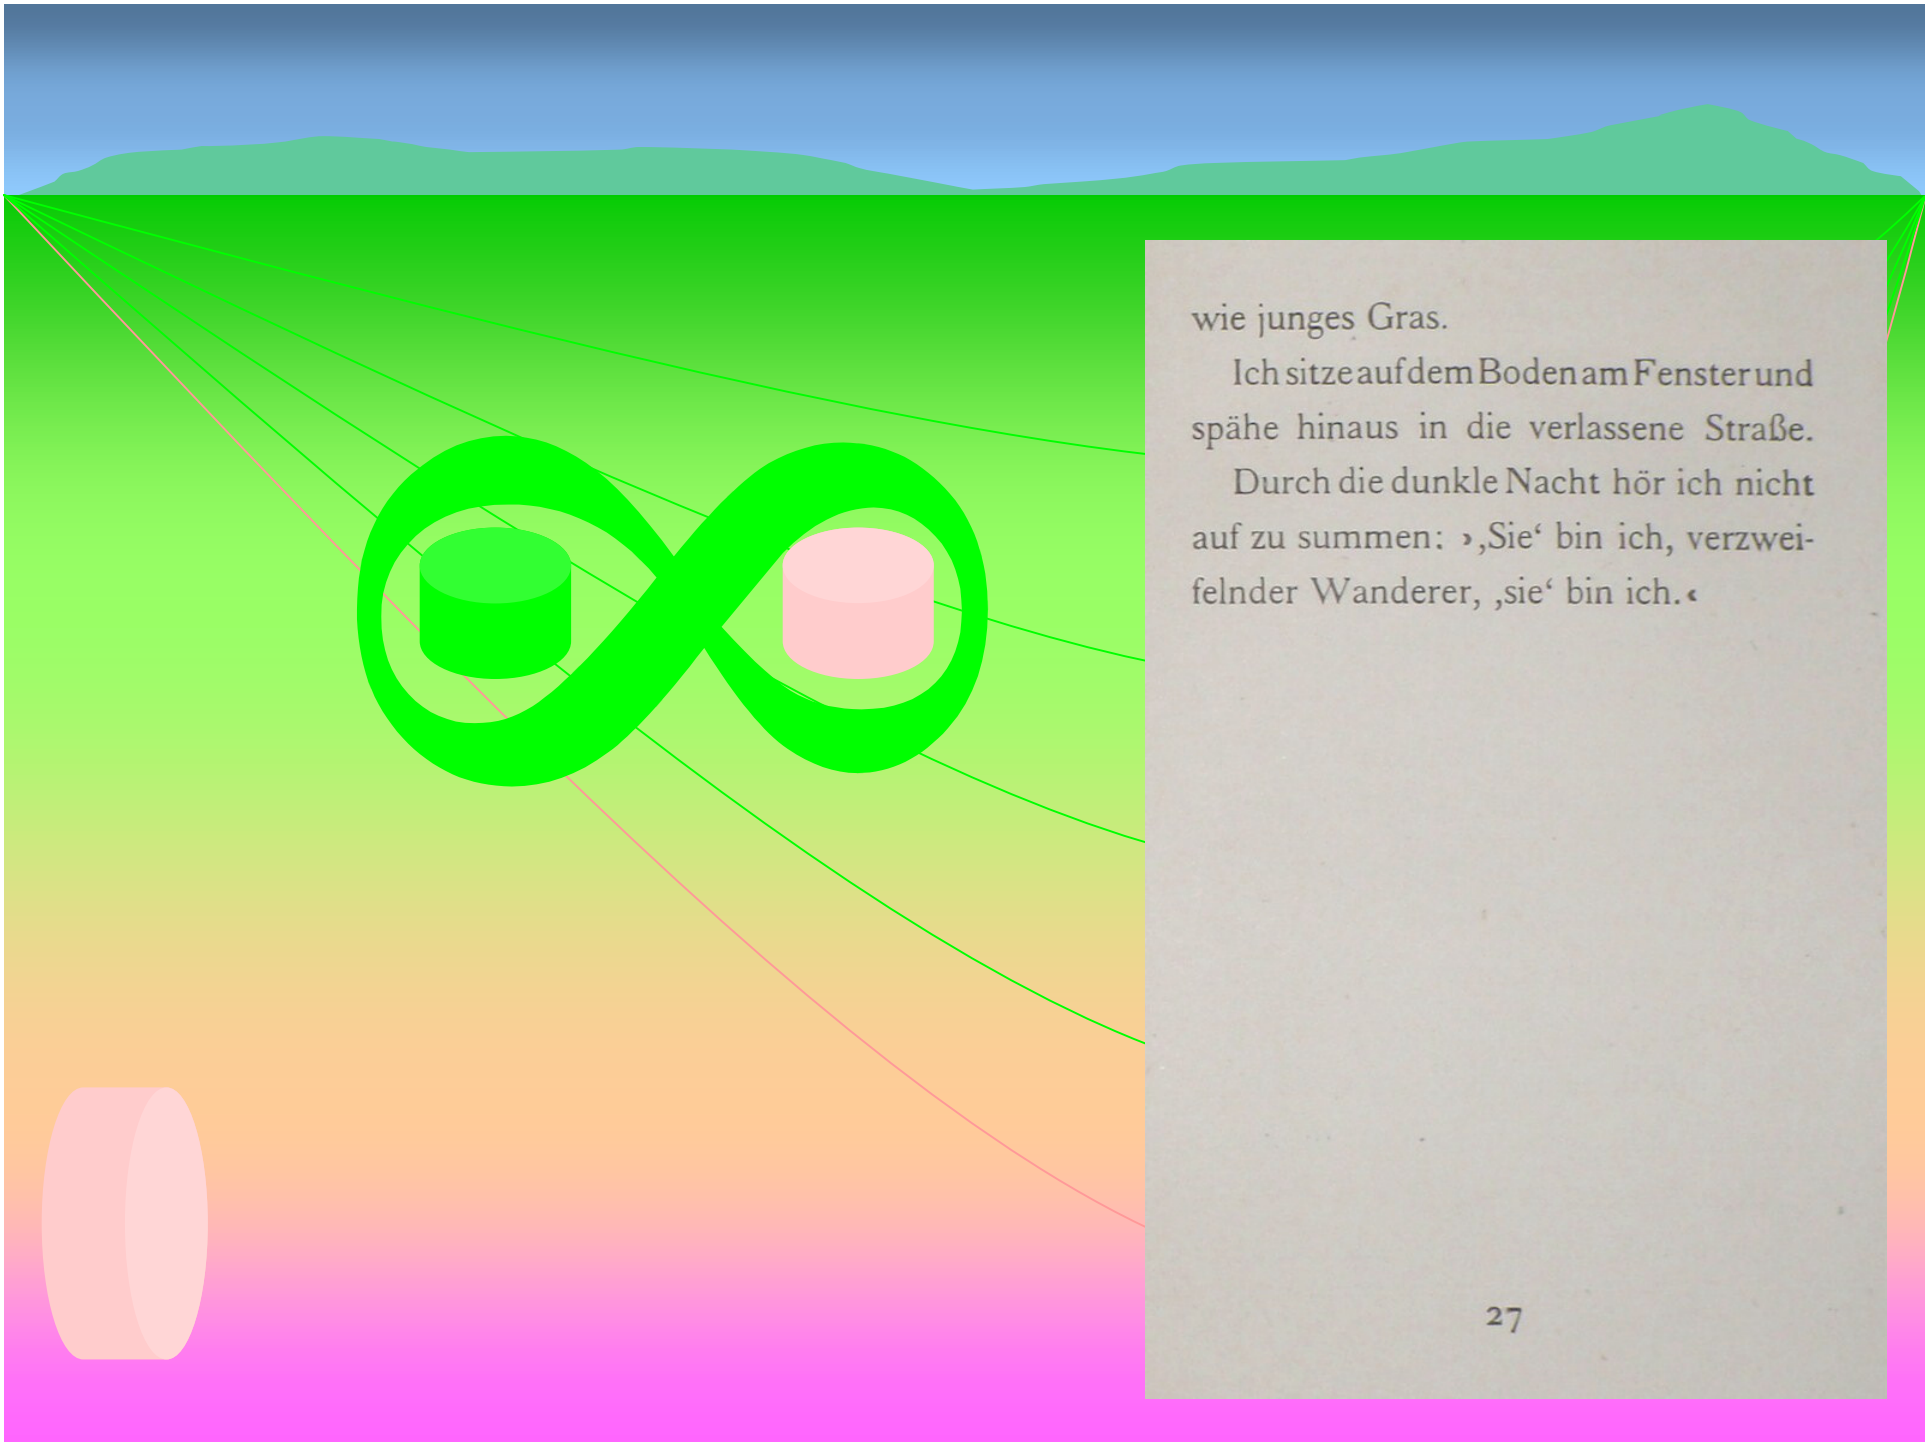 wie junges Gras.
Ich sitze auf dem Boden am Fenster und
spähe hinaus in die verlassene Straße.
Durch die dunkle Nacht hör ich nicht
auf zu summen: ›‚Sie‘ bin ich, verzwei-
felnder Wanderer, ‚sie‘ bin ich.‹
27